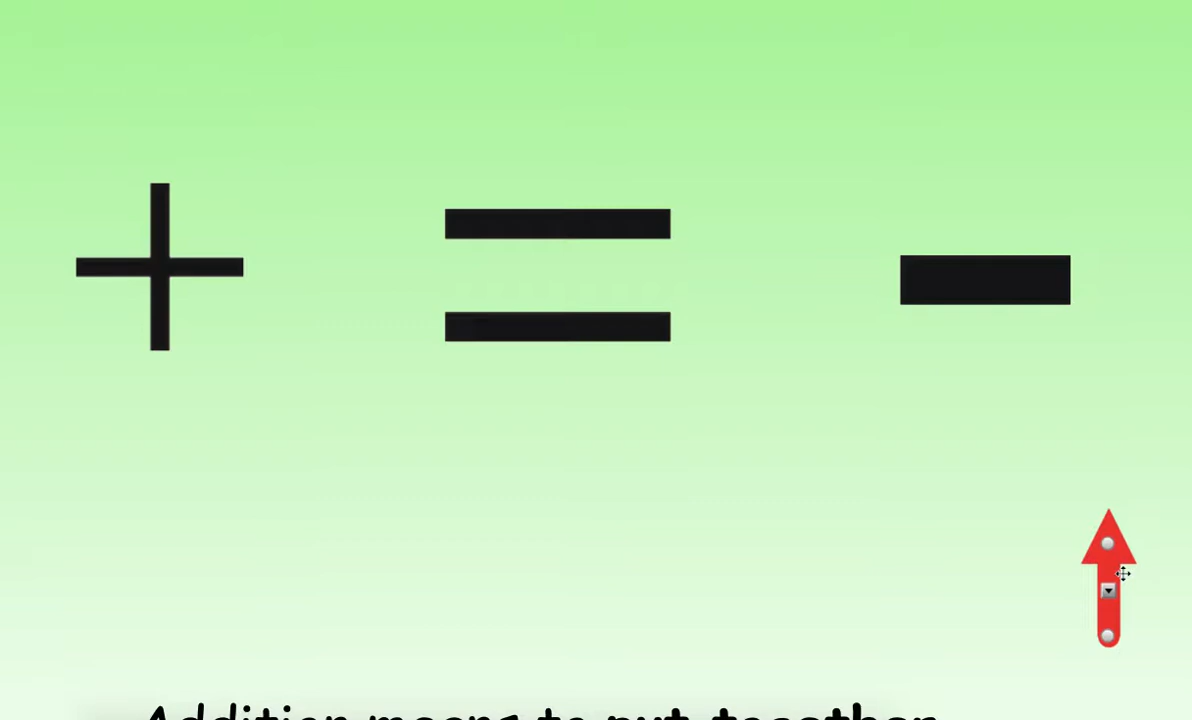 + = -
Addition means to put together